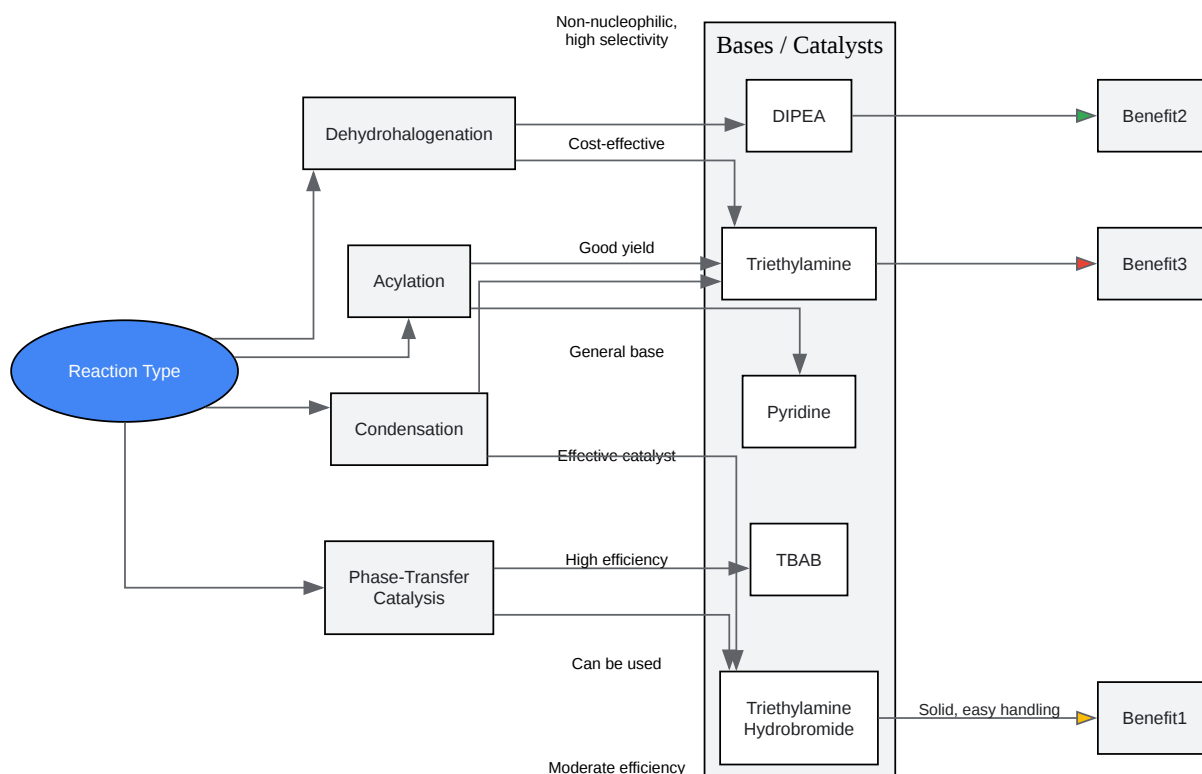 Non-nucleophilic,
high selectivity
Bases / Catalysts
DIPEA
Benefit2
Dehydrohalogenation
Cost-effective
Good yield
Triethylamine
Benefit3
Acylation
General base
Reaction Type
Pyridine
Condensation
Effective catalyst
High efficiency
TBAB
Phase-Transfer
Catalysis
Can be used
Triethylamine
Hydrobromide
Solid, easy handling
Benefit1
Moderate efficiency